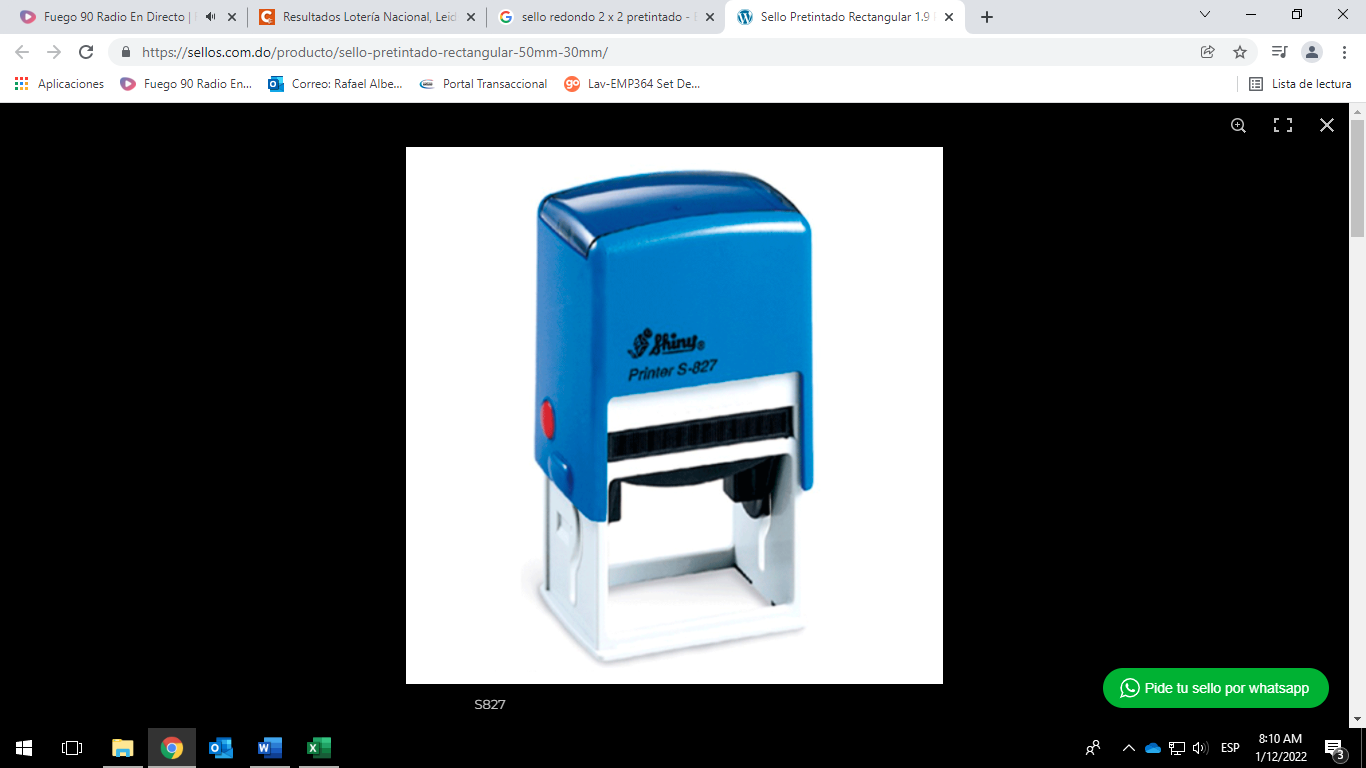 Fuego 90 Radio En Directo |
Resultados Lotería Nacional, Leid
sello redondo 2 x 2 pretintado -
Sello Pretintado Rectangular 1.9
https://sellos.com.do/producto/sello-pretintado-rectangular-50mm-30mm/
Aplicaciones
Fuego 90 Radio En...
Correo: Rafael Albe...
Portal Transaccional
go
Lav-EMP364 Set De...
Lista de lectura
Shiny®
Printer S-827
S827
Pide tu sello por whatsapp
ESP
8:10 AM
1/12/2022
3